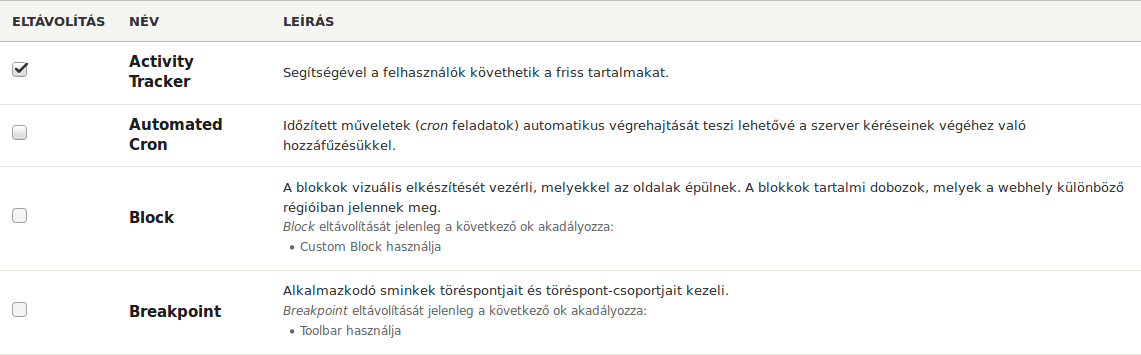 ELTÁVOLÍTÁS NÉV LEÍRÁS
Activity
Tracker
Segítségével a felhasználók követhetik a friss tartalmakat.
Automated
Cron
Időzített műveletek (cron feladatok) automatikus végrehajtását teszi lehetővé a szerver kéréseinek végéhez való
hozzáfűzésükkel.
Block
A blokkok vizuális elkészítését vezérli, melyekkel az oldalak épülnek. A blokkok tartalmi dobozok, melyek a webhely különböző
régióiban jelennek meg.
Block eltávolítását jelenleg a következő ok akadályozza:
• Custom Block használja
Breakpoint
Alkalmazkodó sminkek töréspontjait és töréspont-csoportjait kezeli.
Breakpoint eltávolítását jelenleg a következő ok akadályozza:
• Toolbar használja